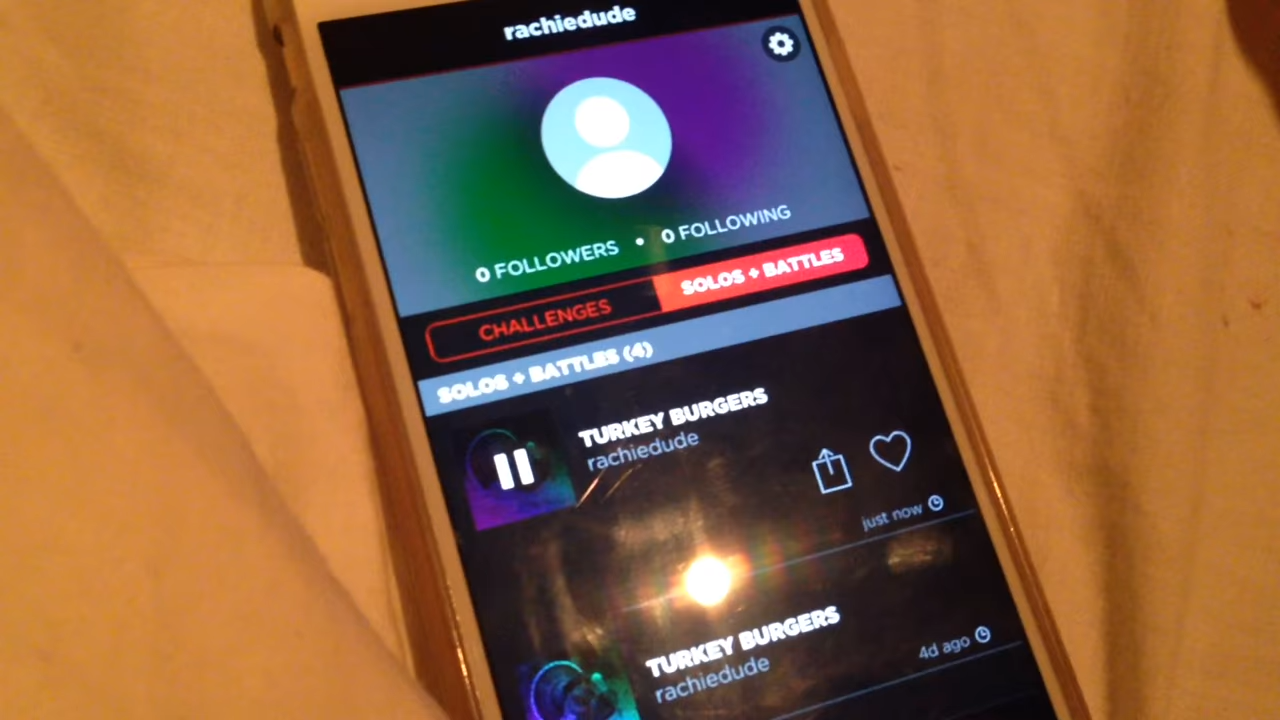 rachiedude
0 FOLLOWERS • 0 FOLLOWING
CHALLENGES
SOLOS + BATTLES
SOLOS + BATTLES (4)
TURKEY BURGERS
rachiedude
just now
TURKEY BURGERS
rachiedude
4d ago